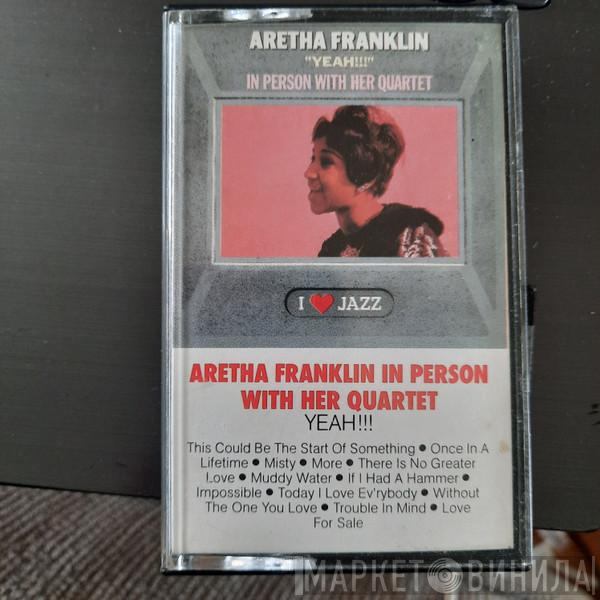 ARETHA FRANKLIN
"YEAH!!!"
IN PERSON WITH HER QUARTET
I ❤ JAZZ
ARETHA FRANKLIN IN PERSON
WITH HER QUARTET
YEAH!!!
This Could Be The Start Of Something ● Once In A
Lifetime ● Misty ● More ● There Is No Greater
Love ● Muddy Water ● If I Had A Hammer ●
Impossible ● Today I Love Ev'rybody ● Without
The One You Love ● Trouble In Mind ● Love
For Sale
МАРКЕТ ВИНИЛА